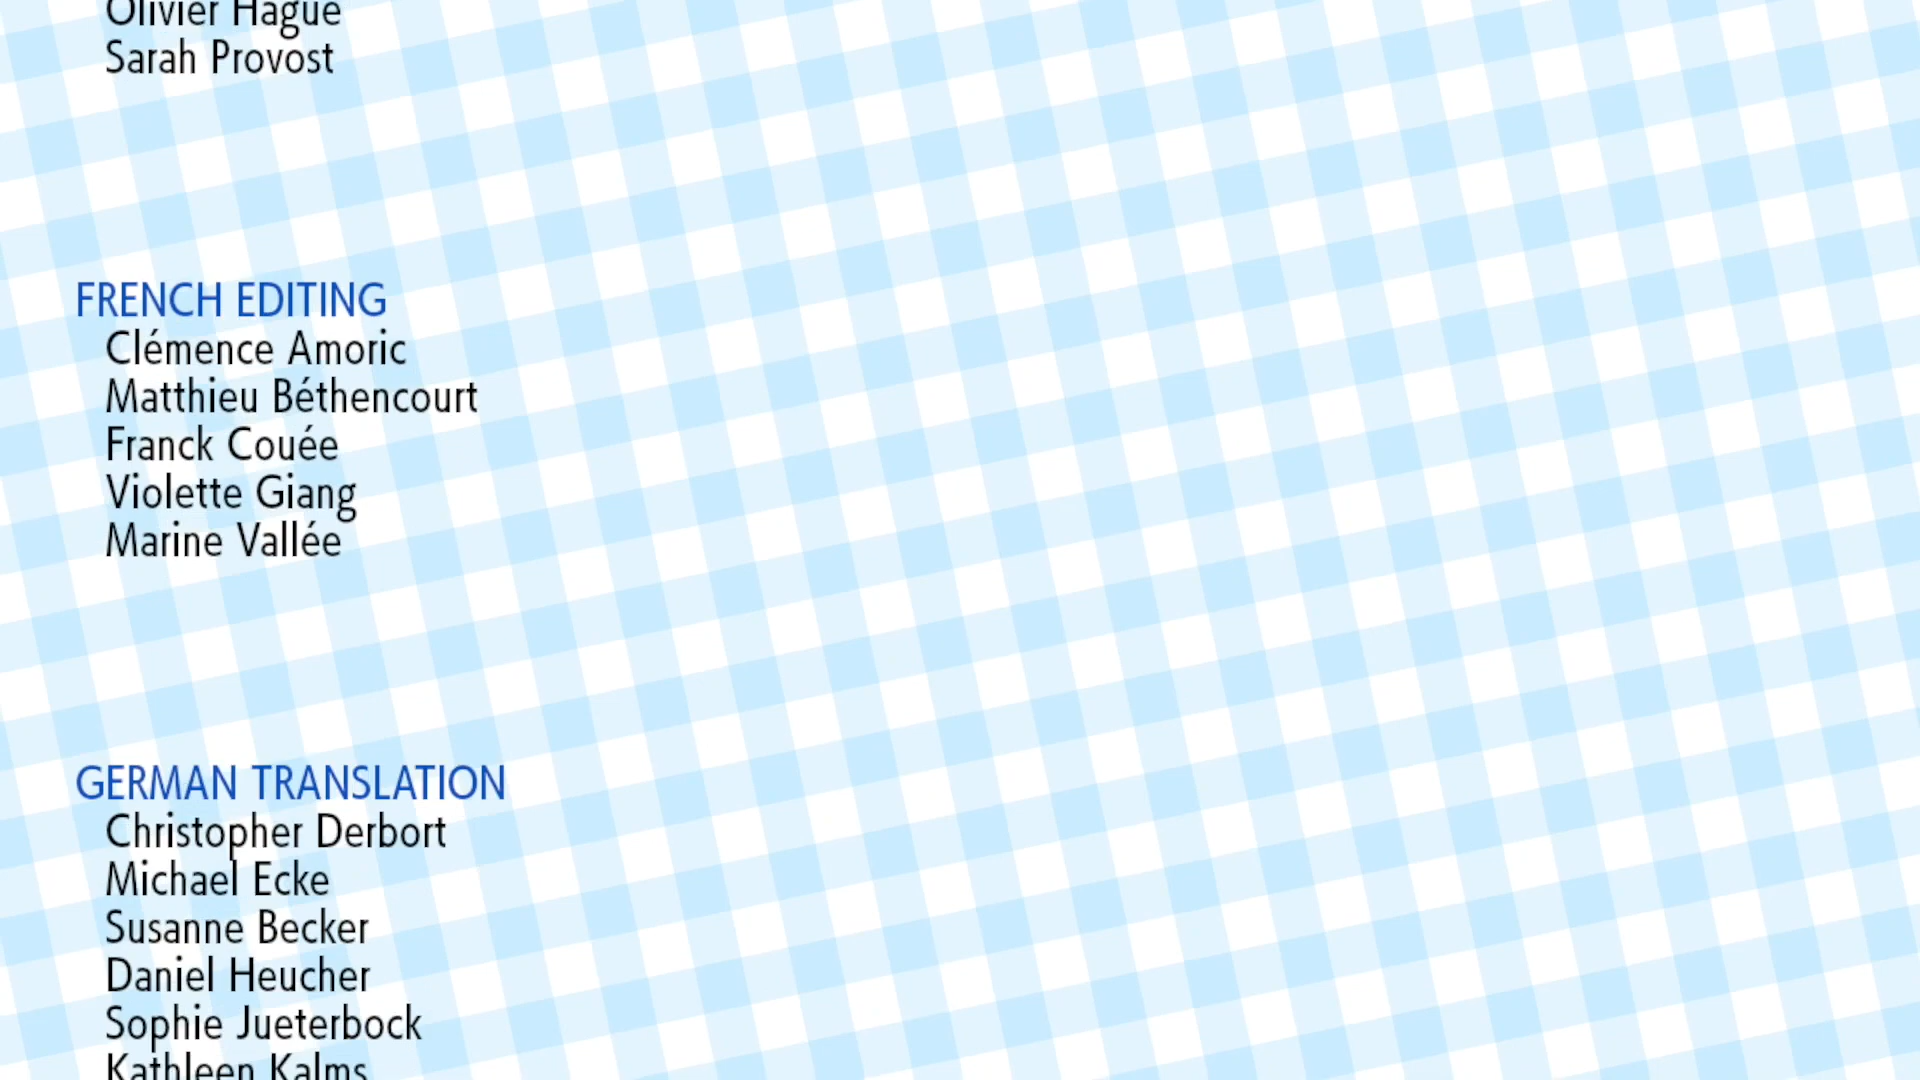 Olivier Hague
Sarah Provost
FRENCH EDITING
Clémence Amoric
Matthieu Béthencourt
Franck Couée
Violette Giang
Marine Vallée
GERMAN TRANSLATION
Christopher Derbort
Michael Ecke
Susanne Becker
Daniel Heucher
Sophie Jueterbock
Kathleen Kalms